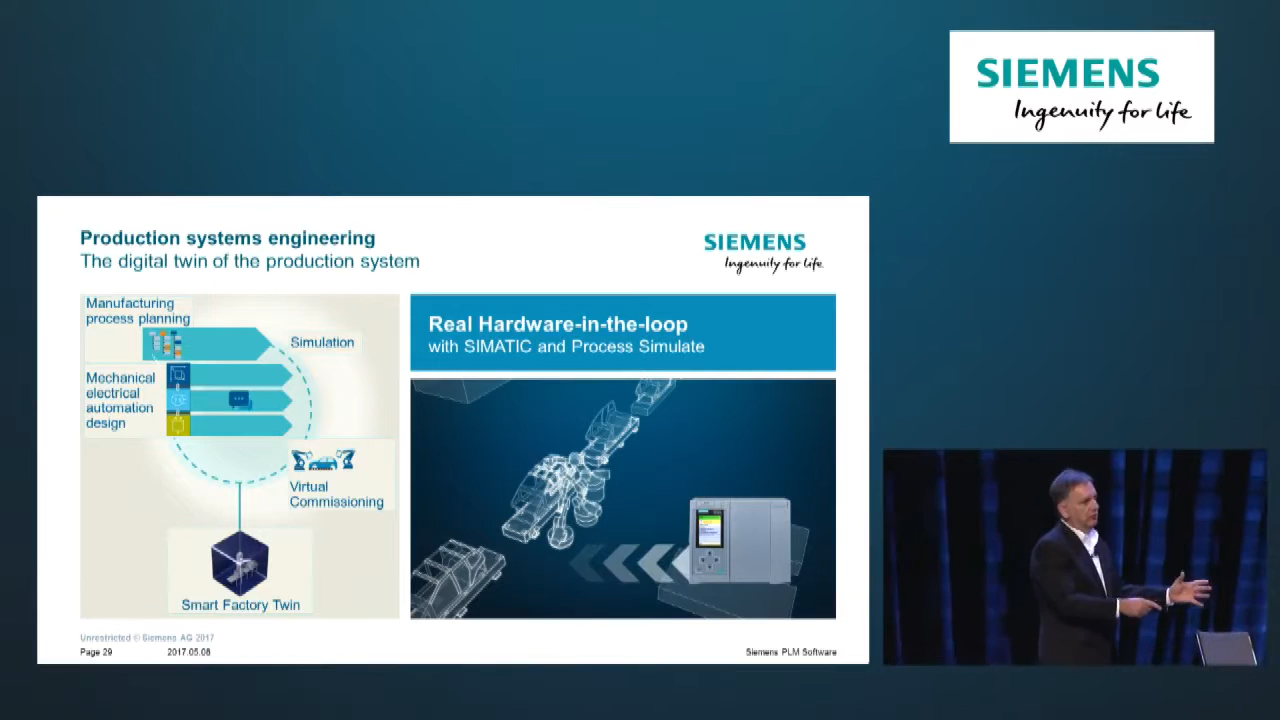 SIEMENS
Ingenuity for life
Production systems engineering
The digital twin of the production system
SIEMENS
Ingenuity for life
Manufacturing
process planning
Simulation
Mechanical
electrical
automation
design
Virtual
Commissioning
Smart Factory Twin
Real Hardware-in-the-loop
with SIMATIC and Process Simulate
Unrestricted © Siemens AG 2017
Page 29
2017.05.08
Siemens PLM Software